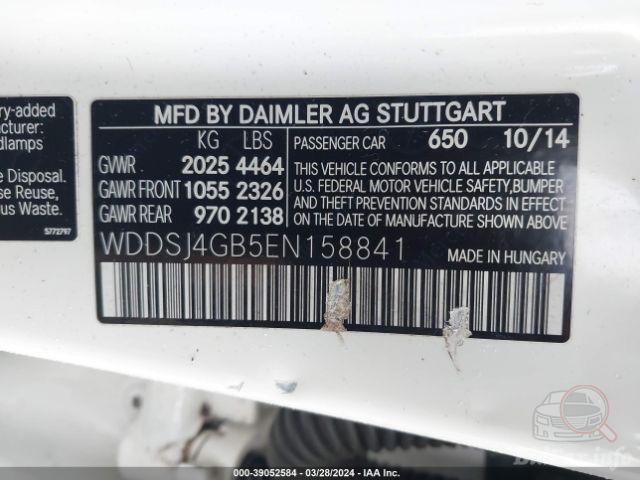 ry-added
acturer:
dlamps
e Disposal.
e Reuse,
us Waste.
5772797
MFD BY DAIMLER AG STUTTGART
KG LBS
PASSENGER CAR 650 10/14
GVWR 2025 4464
GAWR FRONT 1055 2326
GAWR REAR 970 2138
THIS VEHICLE CONFORMS TO ALL APPLICABLE
U.S. FEDERAL MOTOR VEHICLE SAFETY,BUMPER
AND THEFT PREVENTION STANDARDS IN EFFECT
ON THE DATE OF MANUFACTURE SHOWN ABOVE.
WDDSJ4GB5EN158841
MADE IN HUNGARY
000-39052584 | 03/28/2024 | IAA Inc.